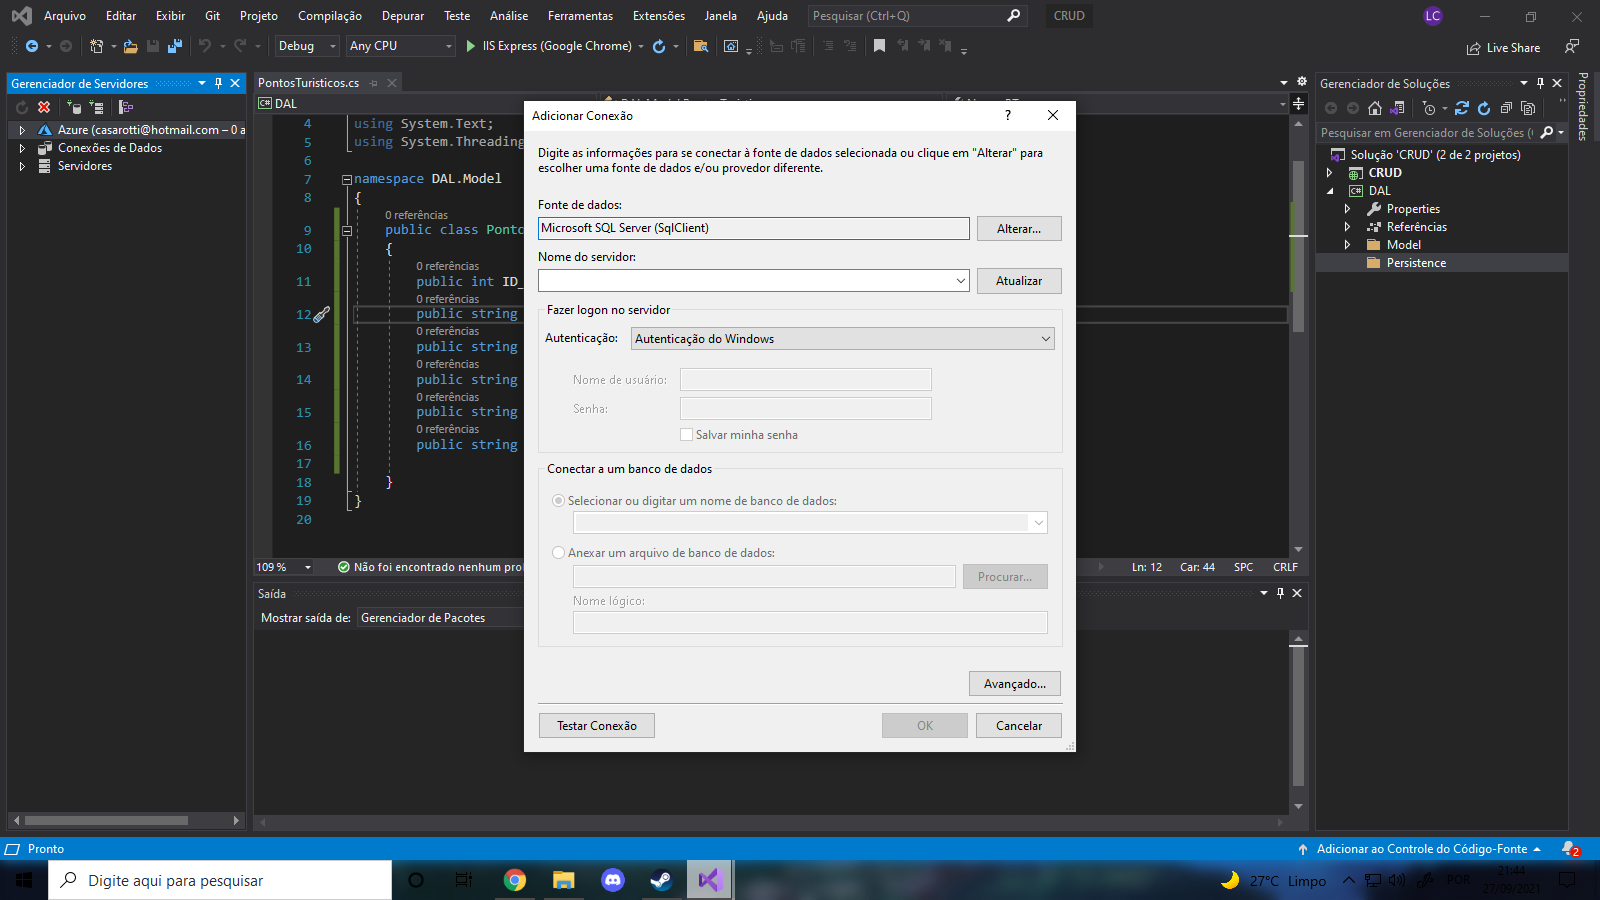 Arquivo Editar Exibir Git Projeto Compilação Depurar Teste Análise Ferramentas Extensões Janela Ajuda Pesquisar (Ctrl+Q) CRUD LC
Debug Any CPU IIS Express (Google Chrome) Live Share
Gerenciador de Servidores
Azure (casarotti@hotmail.com – 0 a
Conexões de Dados
Servidores
PontosTuristicos.cs
C# DAL
4 using System.Text;
5 using System.Threading
6
7 namespace DAL.Model
8 {
0 referências
9 public class Ponto
10 {
0 referências
11 public int ID_
0 referências
12 public string
0 referências
13 public string
0 referências
14 public string
0 referências
15 public string
0 referências
16 public string
17
18 }
19 }
20
109 % Não foi encontrado nenhum prol Ln: 12 Car: 44 SPC CRLF
Saída
Mostrar saída de: Gerenciador de Pacotes
Adicionar Conexão ?
Digite as informações para se conectar à fonte de dados selecionada ou clique em "Alterar" para
escolher uma fonte de dados e/ou provedor diferente.
Fonte de dados:
Microsoft SQL Server (SqlClient) Alterar...
Nome do servidor:
Atualizar
Fazer logon no servidor
Autenticação: Autenticação do Windows
Nome de usuário:
Senha:
Salvar minha senha
Conectar a um banco de dados
Selecionar ou digitar um nome de banco de dados:
Anexar um arquivo de banco de dados:
Procurar...
Nome lógico:
Avançado...
Testar Conexão OK Cancelar
Gerenciador de Soluções
Pesquisar em Gerenciador de Soluções (
Solução 'CRUD' (2 de 2 projetos)
CRUD
C# DAL
Properties
Referências
Model
Persistence
Propriedades
Pronto Adicionar ao Controle do Código-Fonte 2
Digite aqui para pesquisar 27°C Limpo POR 21:44
27/09/2021